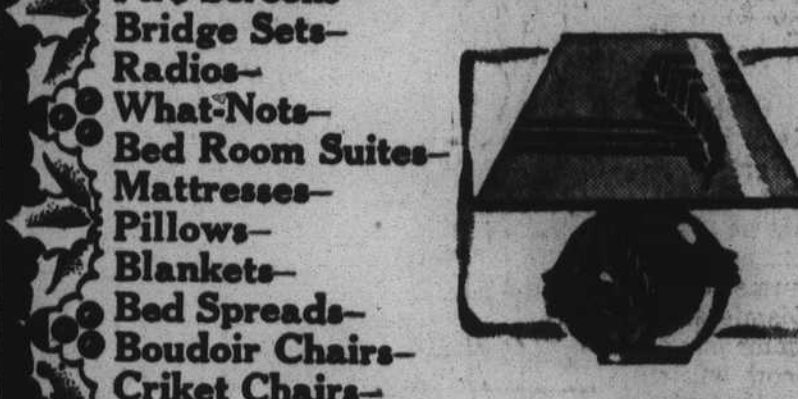 Bridge Sets—
Radios—
What-Nots—
Bed Room Suites—
Mattresses—
Pillows—
Blankets—
Bed Spreads—
Boudoir Chairs—
Criket Chairs—